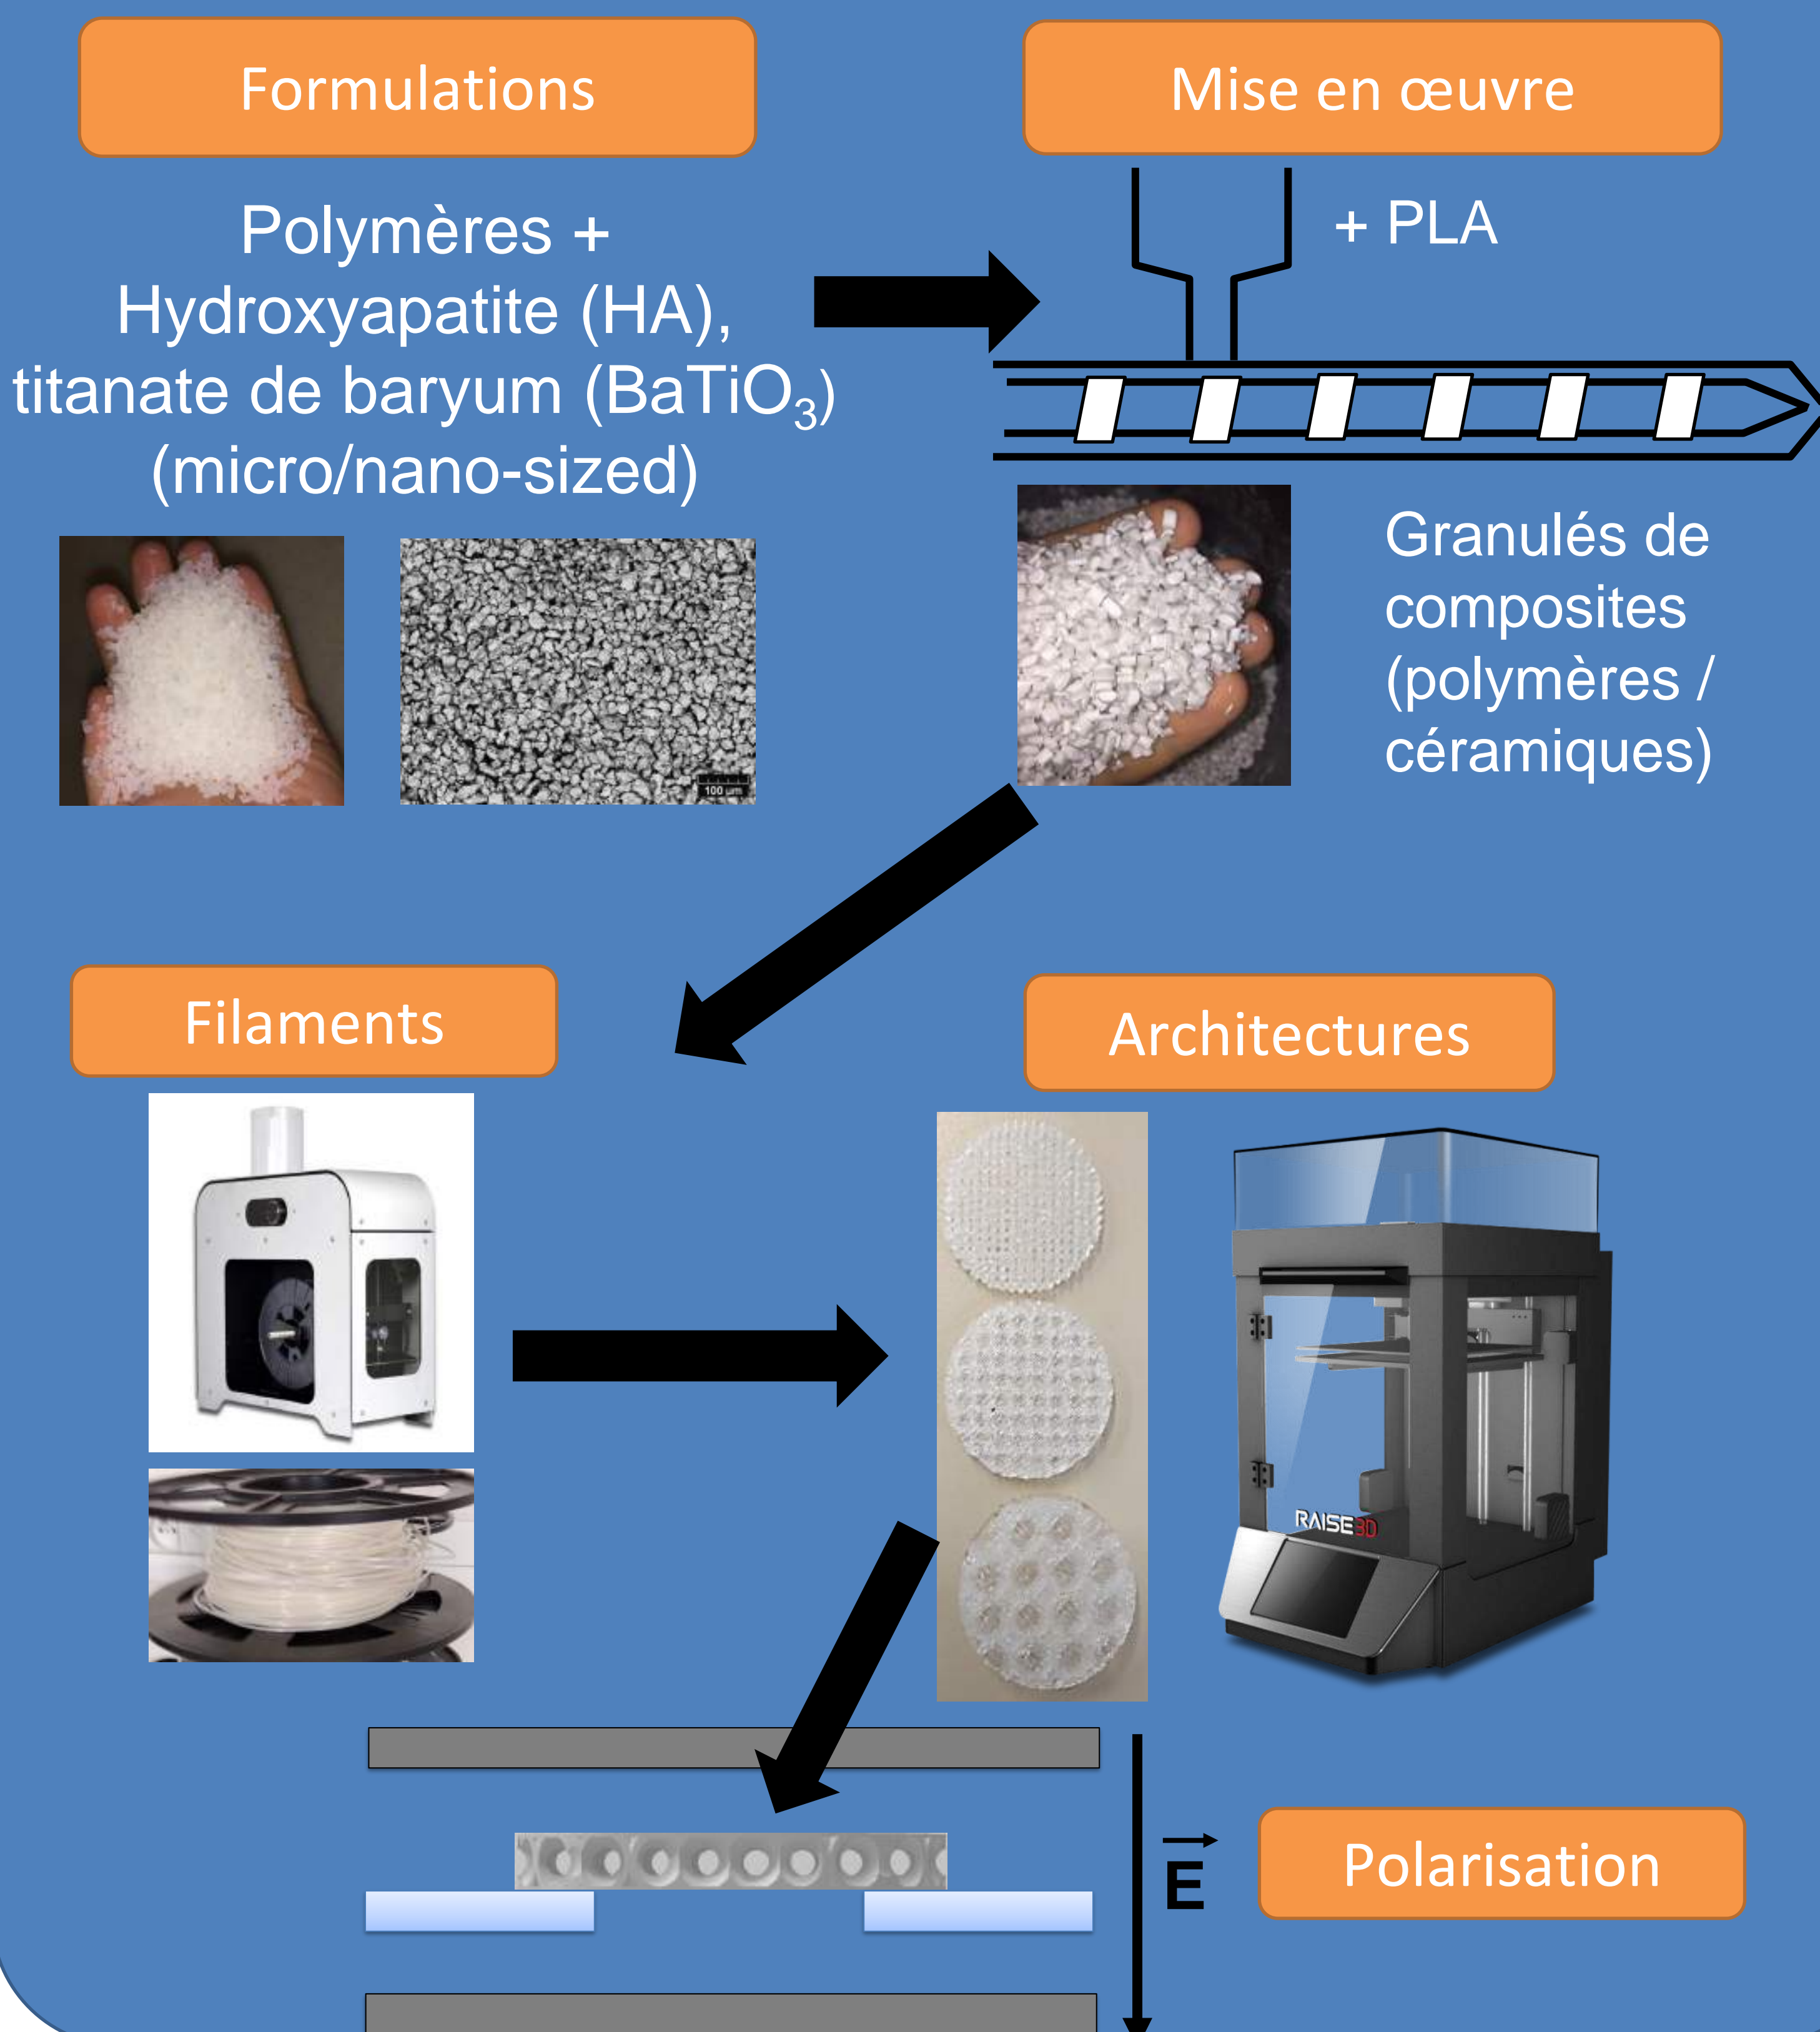 Formulations
Polymères +
Hydroxyapatite (HA),
titanate de baryum (BaTiO₃)
(micro/nano-sized)
100 µm
Mise en œuvre
+ PLA
Granulés de
composites
(polymères /
céramiques)
Filaments
Architectures
RAISE3D
E
Polarisation